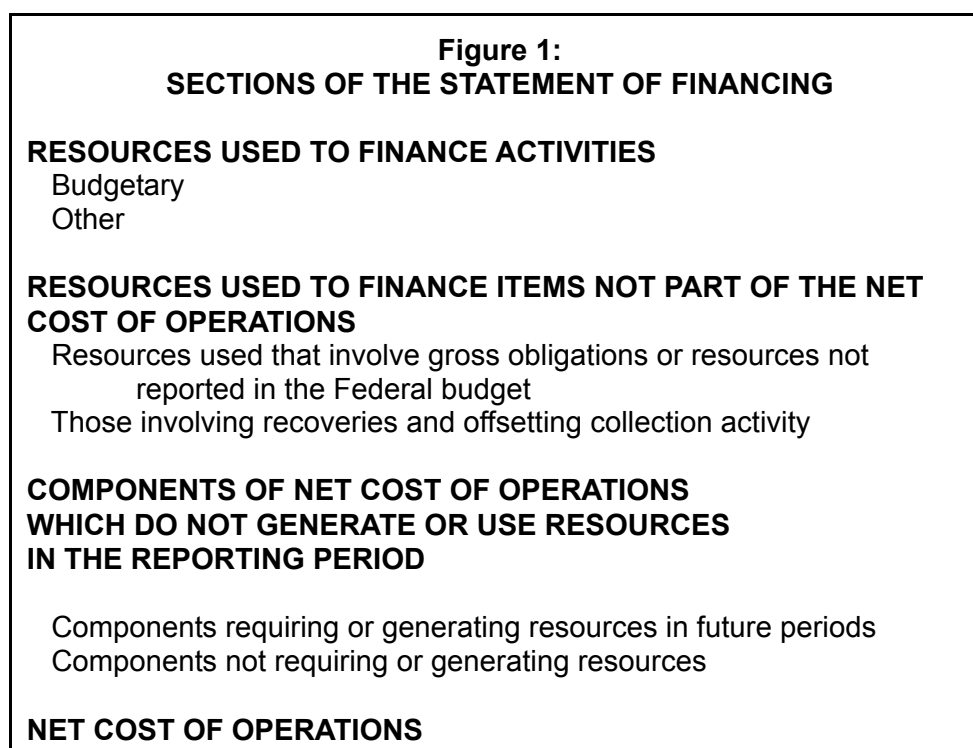 Figure 1:
SECTIONS OF THE STATEMENT OF FINANCING
RESOURCES USED TO FINANCE ACTIVITIES
Budgetary
Other
RESOURCES USED TO FINANCE ITEMS NOT PART OF THE NET
COST OF OPERATIONS
Resources used that involve gross obligations or resources not
reported in the Federal budget
Those involving recoveries and offsetting collection activity
COMPONENTS OF NET COST OF OPERATIONS
WHICH DO NOT GENERATE OR USE RESOURCES
IN THE REPORTING PERIOD
Components requiring or generating resources in future periods
Components not requiring or generating resources
NET COST OF OPERATIONS